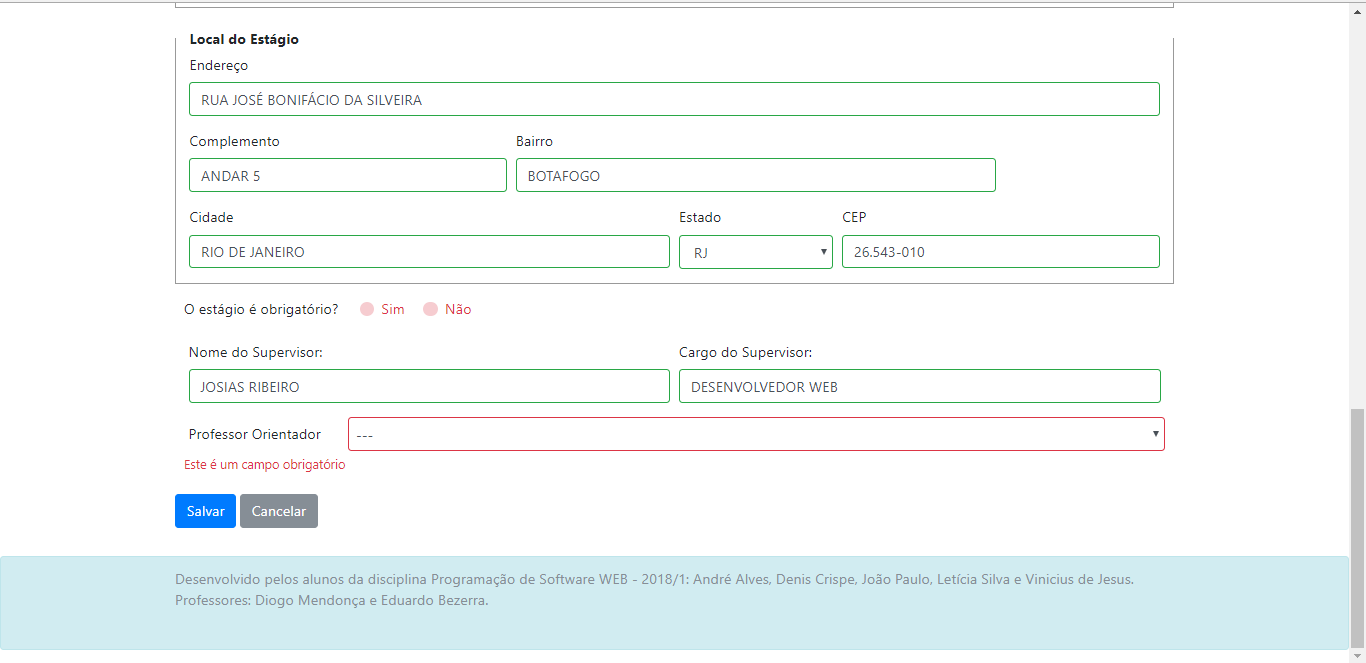 Local do Estágio
Endereço
RUA JOSÉ BONIFÁCIO DA SILVEIRA
Complemento Bairro
ANDAR 5 BOTAFOGO
Cidade Estado CEP
RIO DE JANEIRO RJ 26.543-010
O estágio é obrigatório? Sim Não
Nome do Supervisor: Cargo do Supervisor:
JOSIAS RIBEIRO DESENVOLVEDOR WEB
Professor Orientador ---
Este é um campo obrigatório
Salvar Cancelar
Desenvolvido pelos alunos da disciplina Programação de Software WEB - 2018/1: André Alves, Denis Crispe, João Paulo, Letícia Silva e Vinicius de Jesus.
Professores: Diogo Mendonça e Eduardo Bezerra.